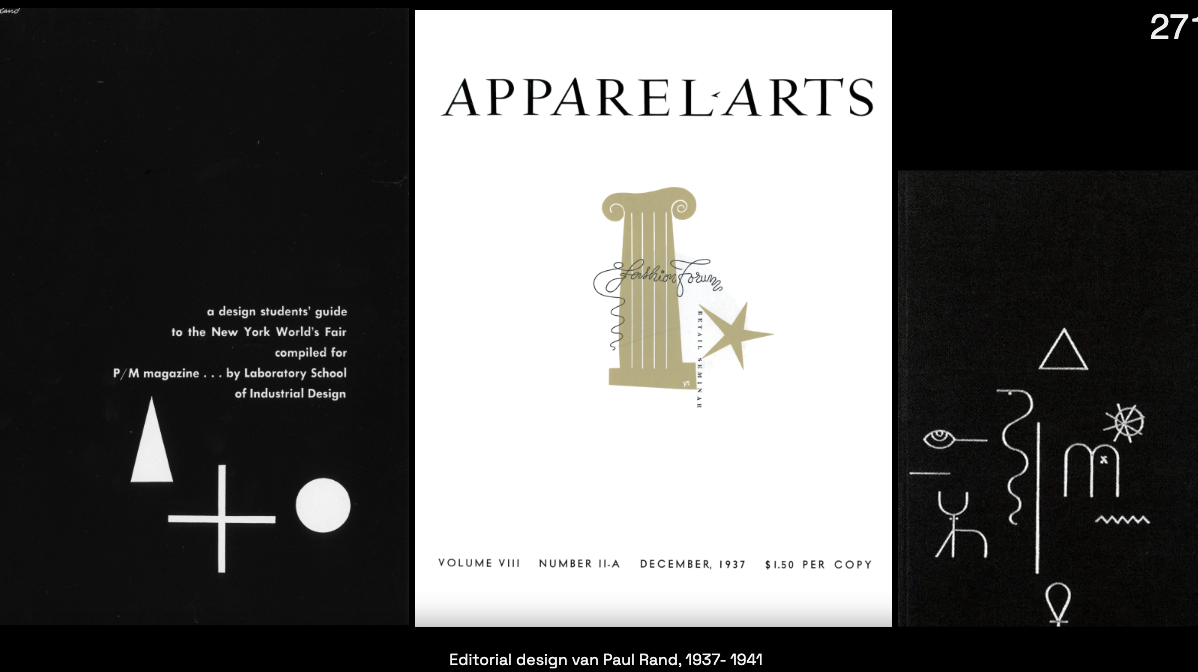 271
a design students' guide
to the New York World's Fair
compiled for
P/M magazine . . . by Laboratory School
of Industrial Design
APPAREL·ARTS
Fashion Forum
RETAIL SEMINAR
VOLUME VIII NUMBER II-A DECEMBER, 1937 $1.50 PER COPY
Editorial design van Paul Rand, 1937- 1941